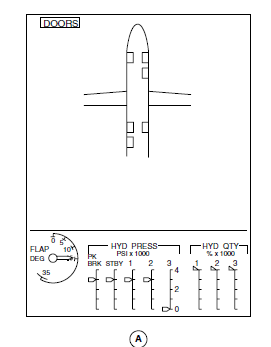 DOORS
0
5
10
15
35
FLAP
DEG
HYD PRESS
PSI x 1000
PK
BRK STBY 1 2 3
4
2
0
HYD QTY
% x 1000
1 2 3
A